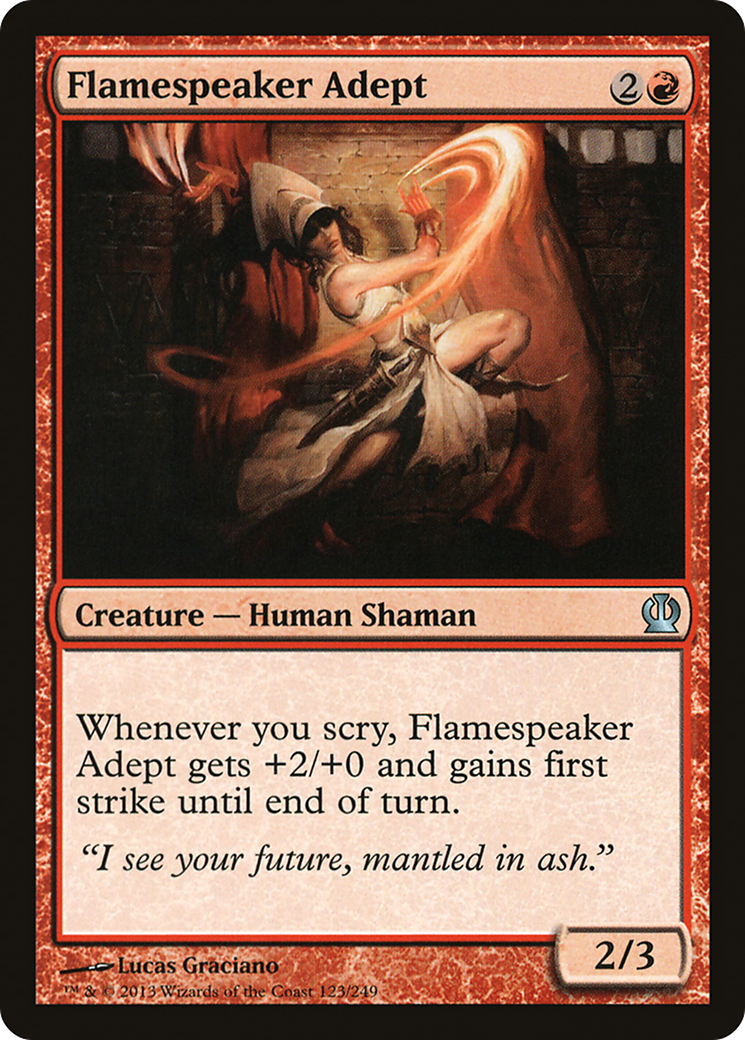 Flamespeaker Adept 2
Creature — Human Shaman
Whenever you scry, Flamespeaker
Adept gets +2/+0 and gains first
strike until end of turn.
“I see your future, mantled in ash.”
2/3
Lucas Graciano
™ & © 2013 Wizards of the Coast 123/249